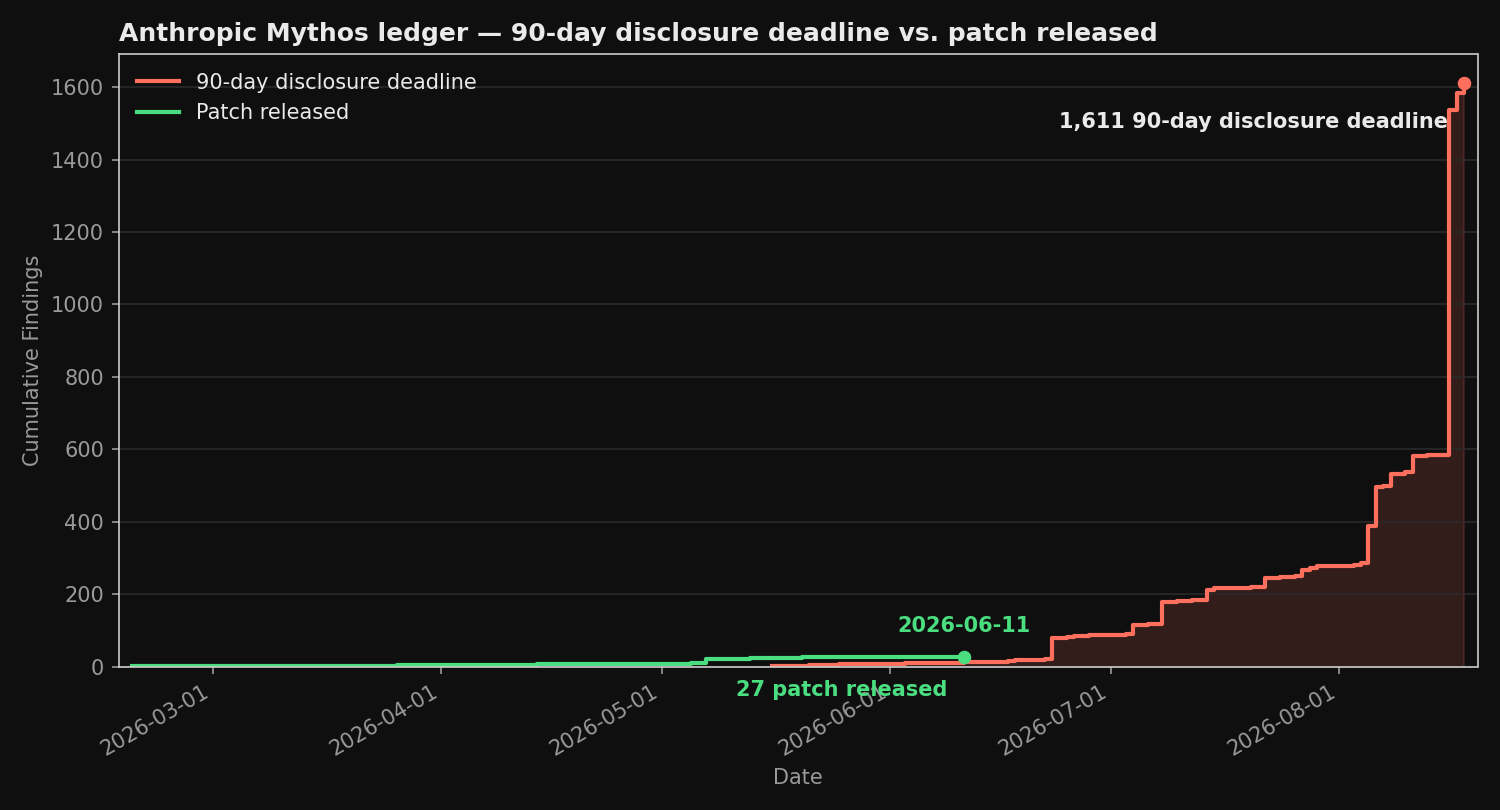 Anthropic Mythos ledger — 90-day disclosure deadline vs. patch released
90-day disclosure deadline
Patch released
1,611 90-day disclosure deadline
1600
1400
1200
1000
800
600
400
200
0
Cumulative Findings
2026-06-11
27 patch released
2026-03-01
2026-04-01
2026-05-01
2026-06-01
2026-07-01
2026-08-01
Date